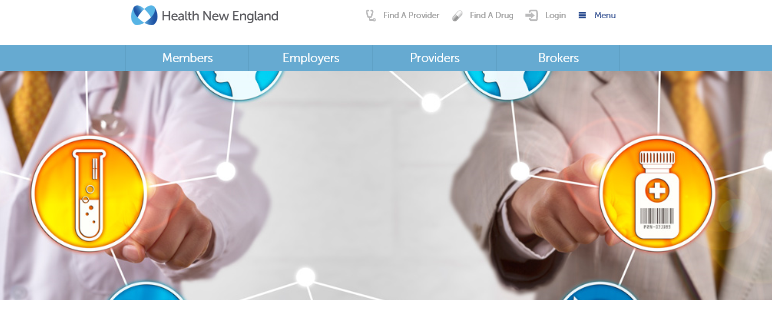 Health New England
Find A Provider
Find A Drug
Login
Menu
Members
Employers
Providers
Brokers